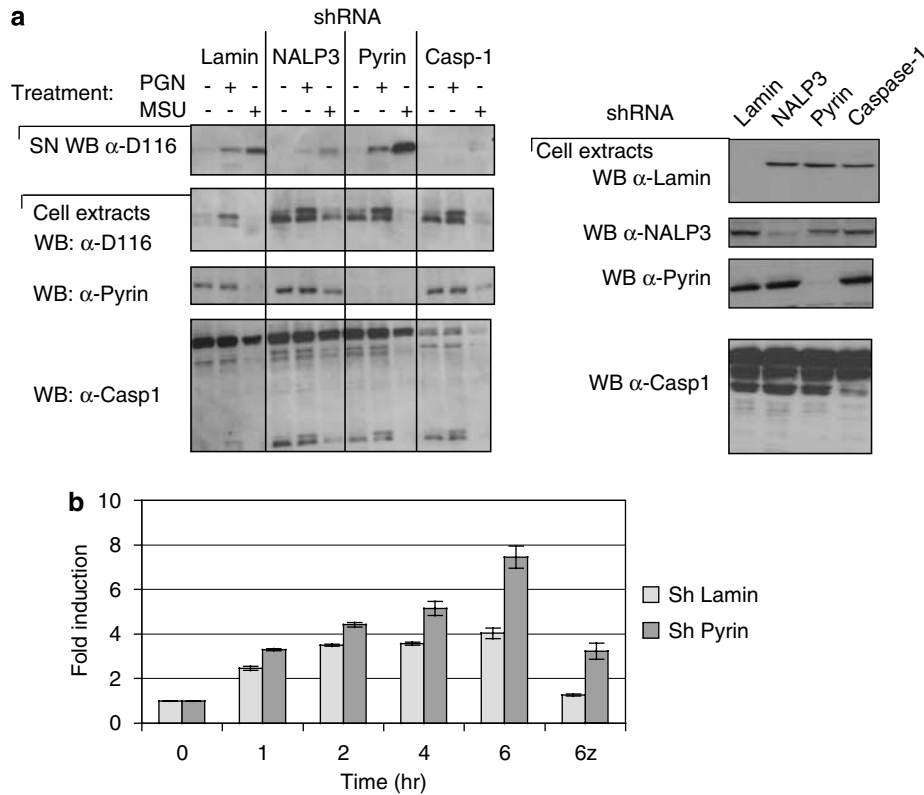 a
shRNA
Lamin NALP3 Pyrin Casp-1
Treatment: PGN - + - - + - - + - - + -
MSU - - + - - + - - + - - +
SN WB α-D116
Cell extracts
WB: α-D116
WB: α-Pyrin
WB: α-Casp1
shRNA Lamin NALP3 Pyrin Caspase-1
Cell extracts
WB α-Lamin
WB α-NALP3
WB α-Pyrin
WB α-Casp1
b
Fold induction
10
8
6
4
2
0
0 1 2 4 6 6z
Time (hr)
Sh Lamin
Sh Pyrin